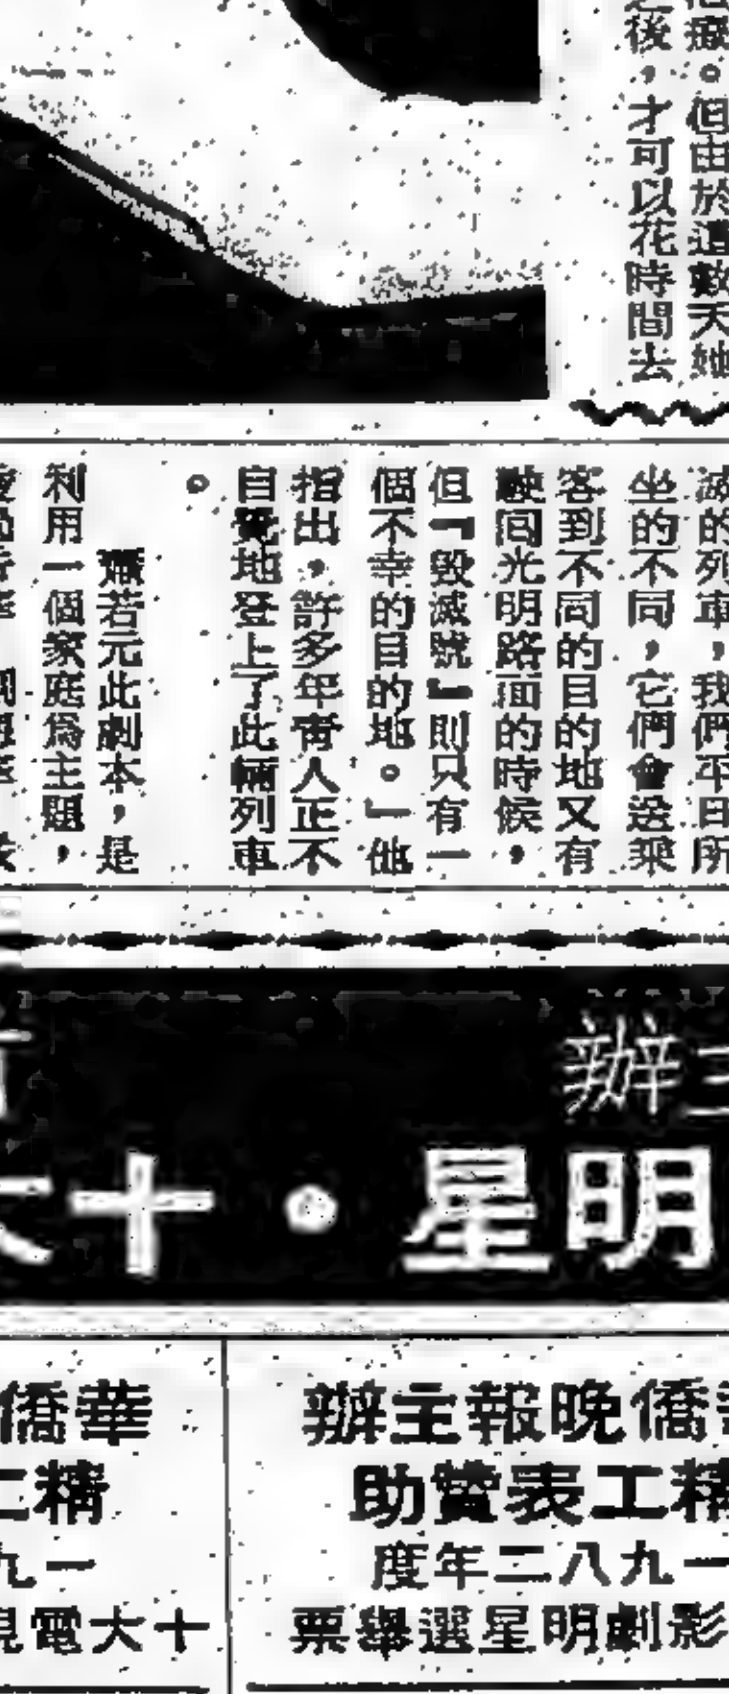 治療。但由於這數天她
之後，才可以花時間去
滅的列車，我們平日所
坐的不同，它們會送乘
客到不同的目的地又有
駛囘光明路面的時候，
但『毀滅號』則只有一
個不幸的目的地。」他
指出，許多年靑人正不
自覺地登上了此輛列車
。
蕭若元此劇本，是
利用一個家庭爲主題，
辦主
明星・十大
僑晚報主辦
精工表贊助
一九八二年度
影劇明星選舉票
華僑
精工
一九
十大電視